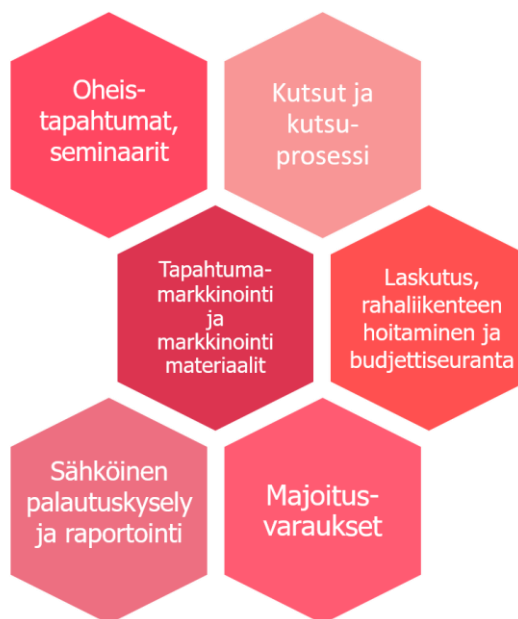 Oheis-
tapahtumat,
seminaarit
Kutsut ja
kutsu-
prosessi
Tapahtuma-
markkinointi
ja
markkinointi
materiaalit
Laskutus,
rahaliikenteen
hoitaminen ja
budjettiseuranta
Sähköinen
palautuskysely
ja raportointi
Majoitus-
varaukset